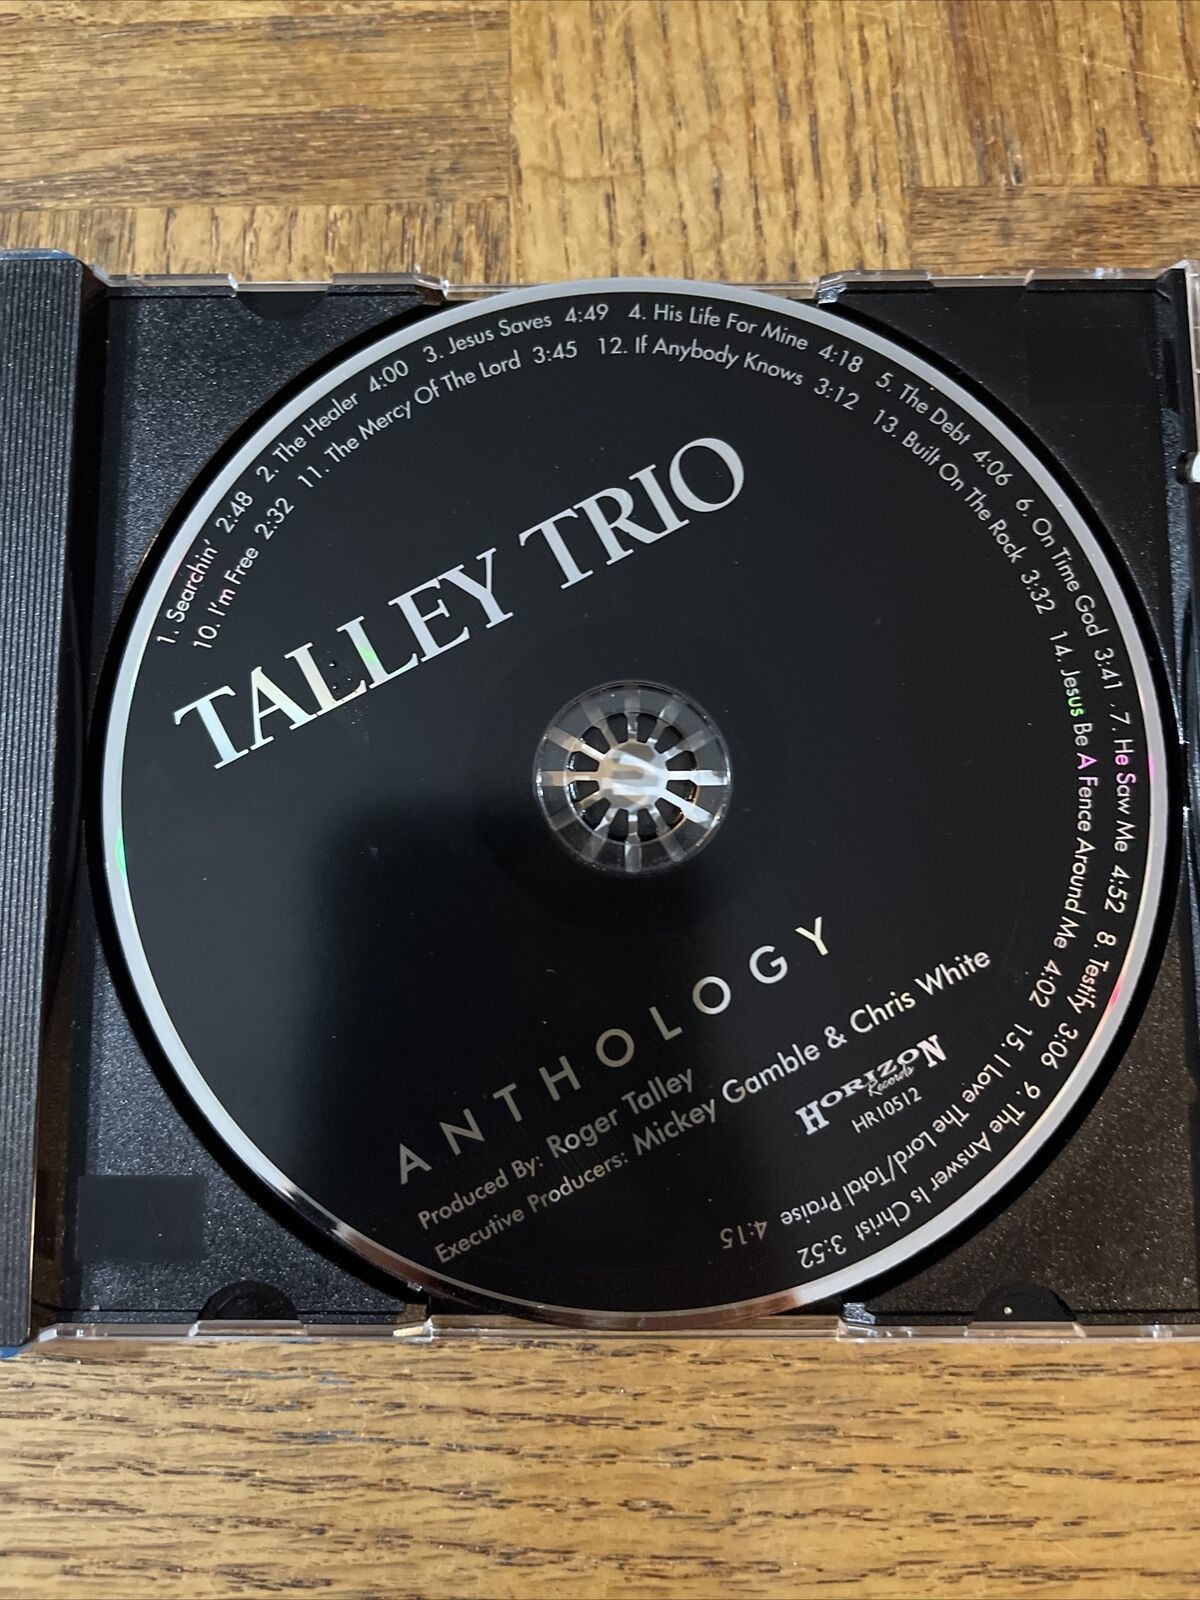 1. Searchin' 2:48 2. The Healer 4:00 3. Jesus Saves 4:49 4. His Life For Mine 4:18 5. The Debt 4:06 6. On Time God 3:41 .7. He Saw Me 4:52 8. Testify 3:06 9. The Answer Is Christ 3:52
10. I'm Free 2:32 11. The Mercy Of The Lord 3:45 12. If Anybody Knows 3:12 13. Built On The Rock 3:32 14. Jesus Be A Fence Around Me 4:02 15. I Love The Lord/Total Praise 4:15
TALLEY TRIO
ANTHOLOGY
Produced By: Roger Talley
Executive Producers: Mickey Gamble & Chris White
HORIZON
Records
HR10512